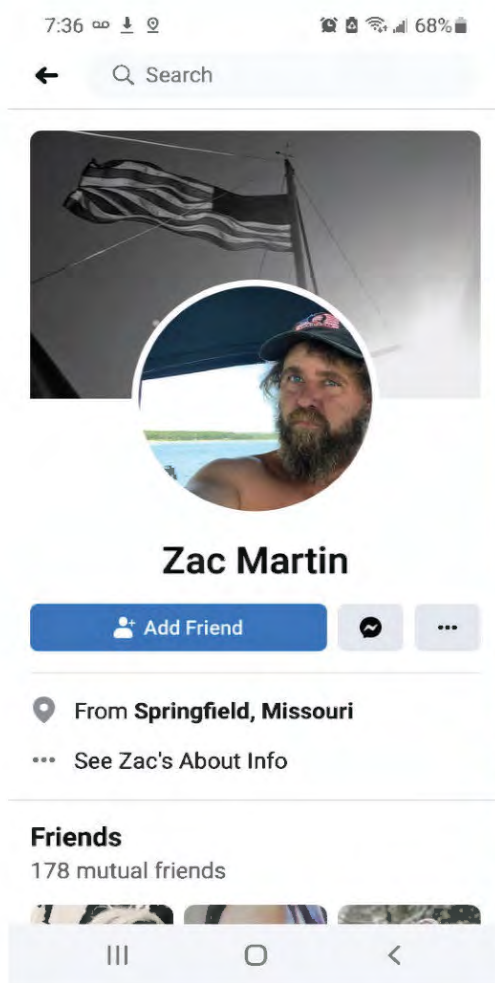 7:36
68%
Search
Zac Martin
Add Friend
From Springfield, Missouri
See Zac's About Info
Friends
178 mutual friends